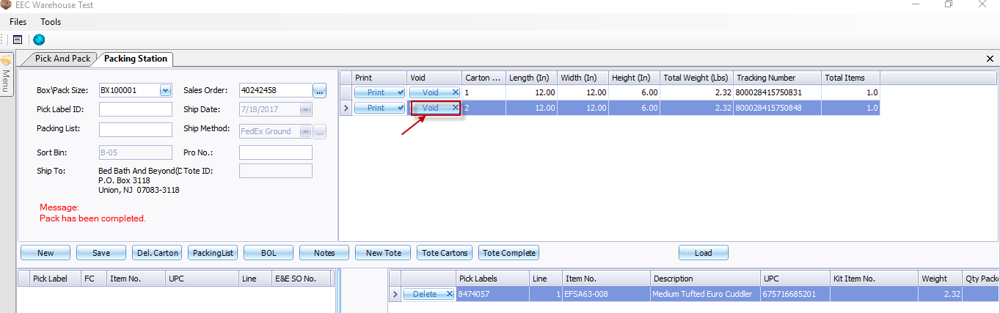 EEC Warehouse Test
Files Tools
Menu
Pick And Pack Packing Station
Box\Pack Size: BX100001 Sales Order: 40242458 ...
Pick Label ID: Ship Date: 7/18/2017
Packing List: Ship Method: FedEx Ground ...
Sort Bin: B-05 Pro No.:
Ship To: Bed Bath And Beyond(D Tote ID:
P.O. Box 3118
Union, NJ 07083-3118
Message:
Pack has been completed.
Print Void Carton ... Length (In) Width (In) Height (In) Total Weight (Lbs) Tracking Number Total Items
Print Void 1 12.00 12.00 6.00 2.32 800028415750831 1.0
Print Void 2 12.00 12.00 6.00 2.32 800028415750848 1.0
New Save Del. Carton PackingList BOL Notes New Tote Tote Cartons Tote Complete Load
Pick Label FC Item No. UPC Line E&E SO No.
Pick Labels Line Item No. Description UPC Kit Item No. Weight Qty Packe
Delete 8474057 1 EFSA63-008 Medium Tufted Euro Cuddler 675716685201 2.32